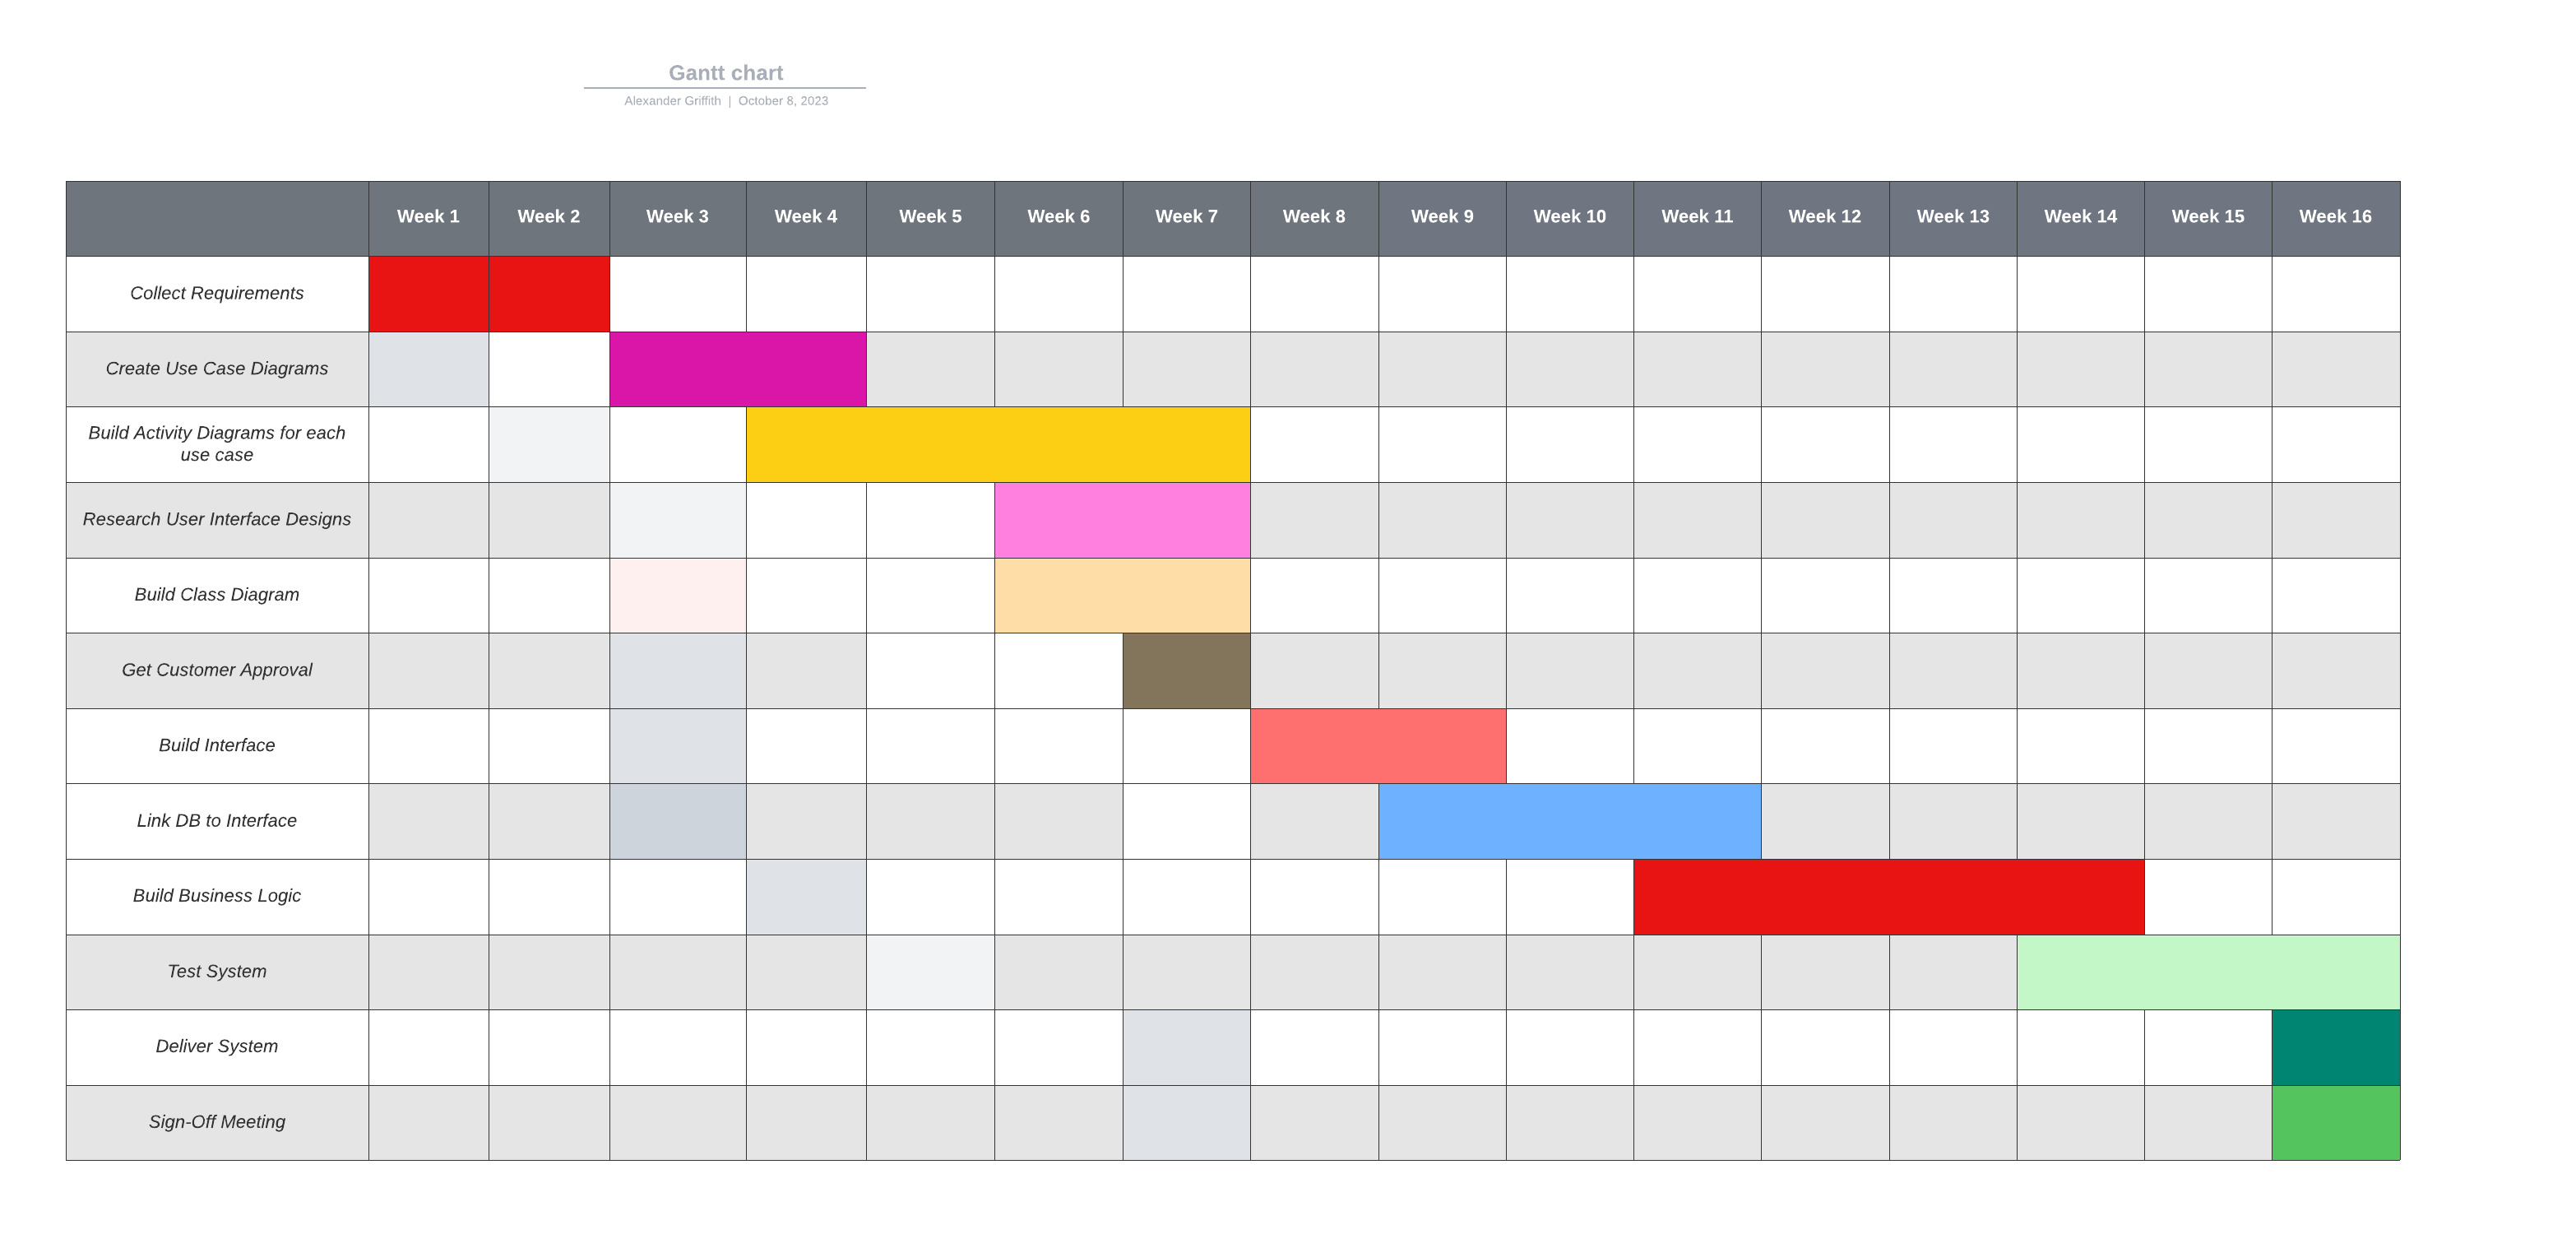 Gantt chart
Alexander Griffith | October 8, 2023
Week 1 Week 2 Week 3 Week 4 Week 5 Week 6 Week 7 Week 8 Week 9 Week 10 Week 11 Week 12 Week 13 Week 14 Week 15 Week 16
Collect Requirements
Create Use Case Diagrams
Build Activity Diagrams for each
use case
Research User Interface Designs
Build Class Diagram
Get Customer Approval
Build Interface
Link DB to Interface
Build Business Logic
Test System
Deliver System
Sign-Off Meeting